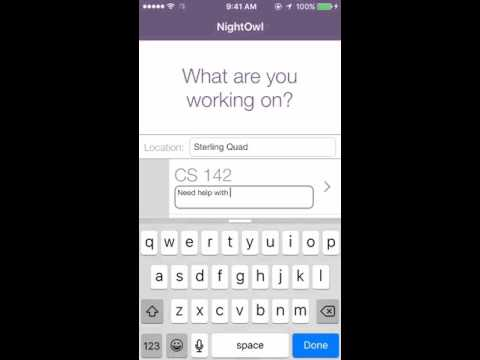 9:41 AM 100%
NightOwl
What are you
working on?
Location: Sterling Quad
CS 142
Need help with
q w e r t y u i o p
a s d f g h j k l
z x c v b n m
123 space Done